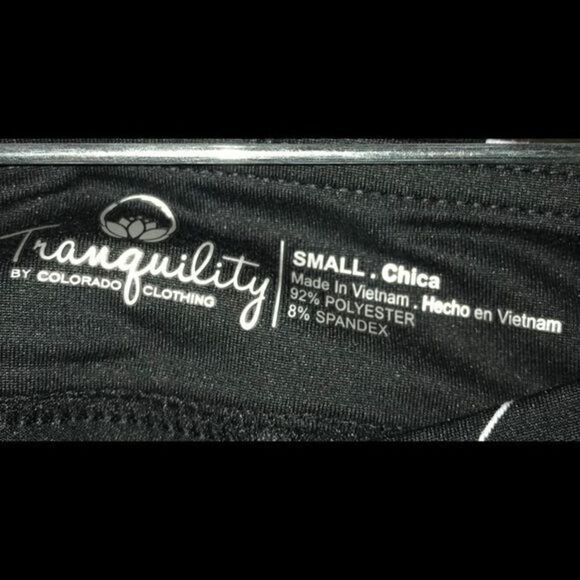 Tranquility
BY COLORADO CLOTHING
SMALL . Chica
Made In Vietnam . Hecho en Vietnam
92% POLYESTER
8% SPANDEX